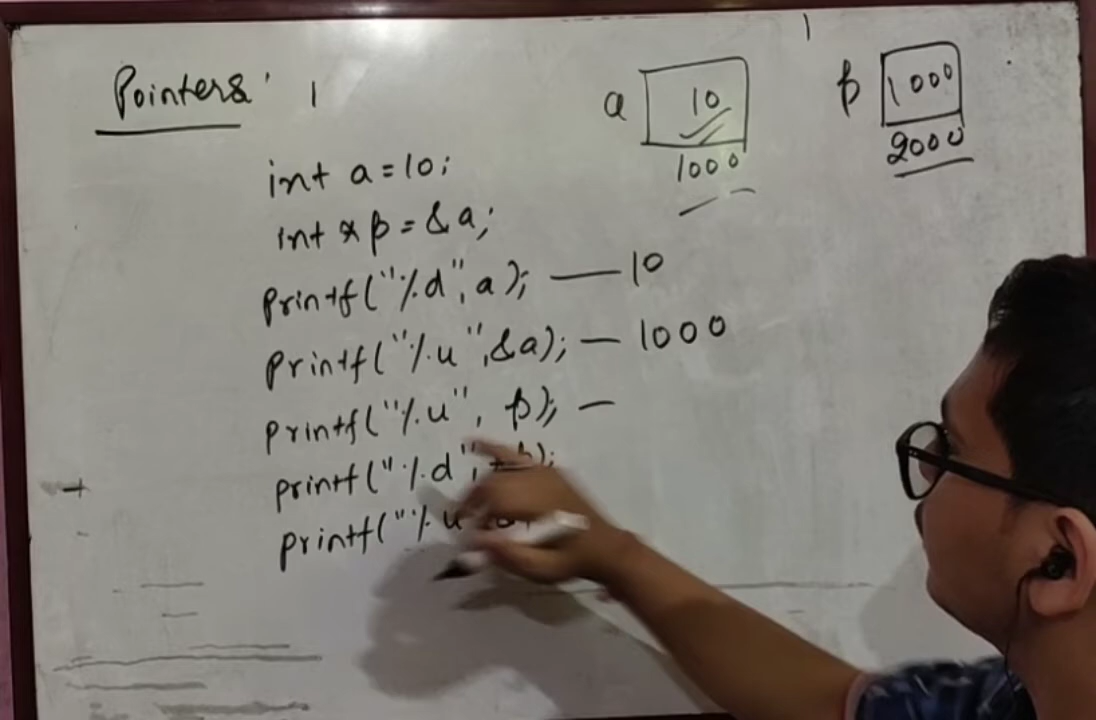 Pointers
a 10 p 1000
1000 2000
int a=10;
int *p=&a;
printf("%d",a); — 10
printf("%u",&a); — 1000
printf("%u", p); —
printf("%d",
printf("%u"